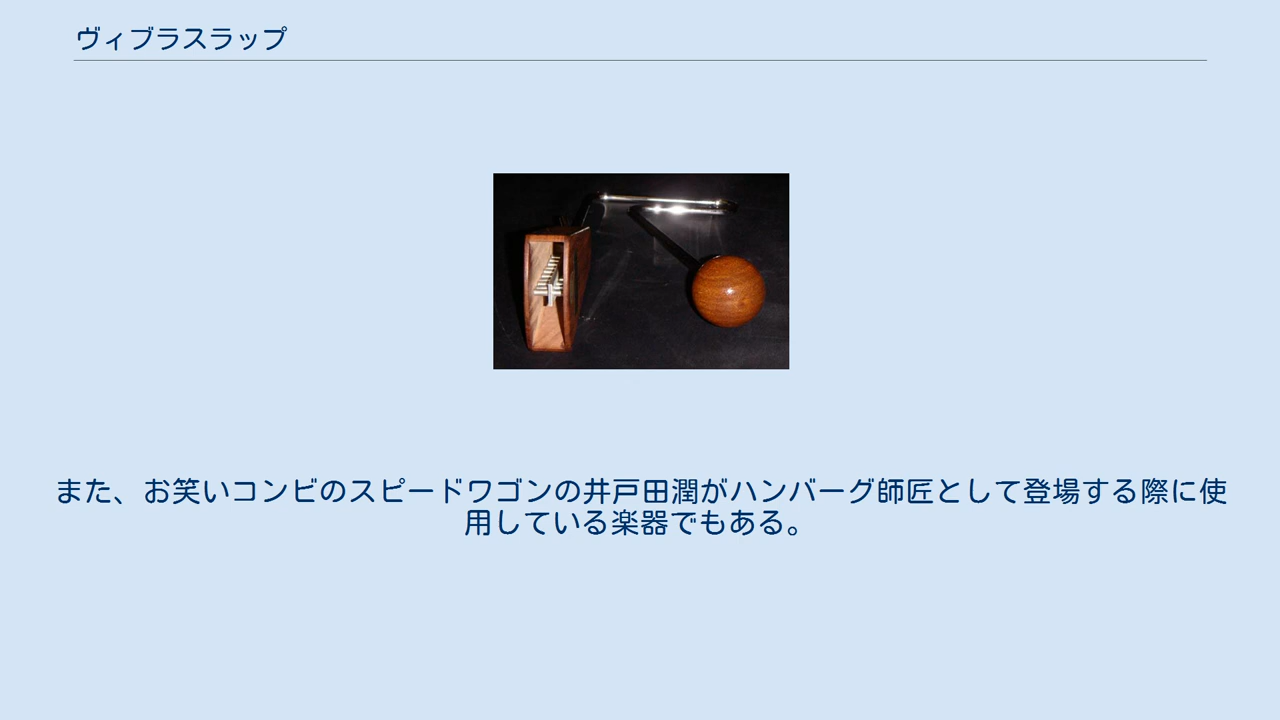 ヴィブラスラップ
また、お笑いコンビのスピードワゴンの井戸田潤がハンバーグ師匠として登場する際に使
用している楽器でもある。